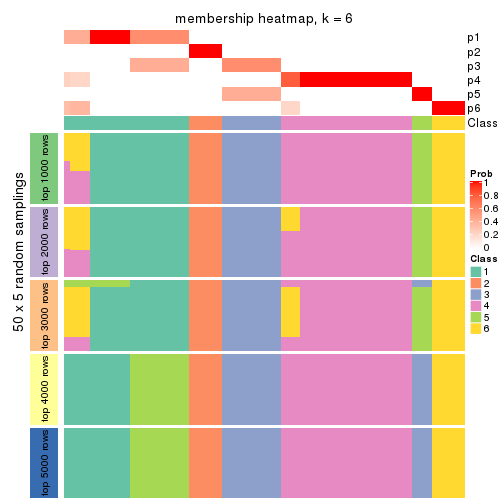 membership heatmap, k = 6
p1
p2
p3
p4
p5
p6
Class
50 x 5 random samplings
top 1000 rows
top 2000 rows
top 3000 rows
top 4000 rows
top 5000 rows
Prob
1
0.8
0.6
0.4
0.2
0
Class
1
2
3
4
5
6